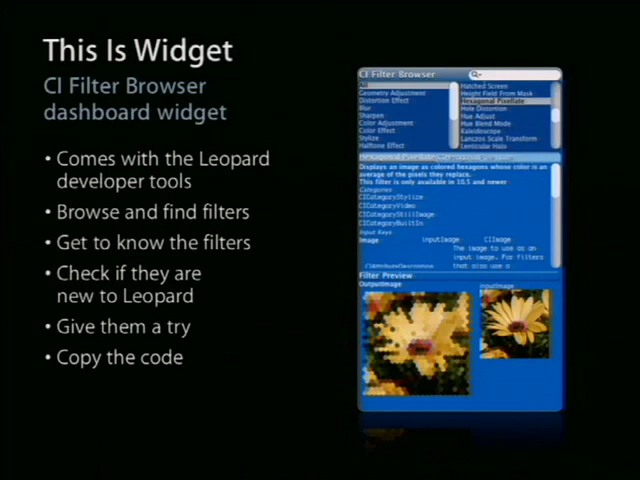 This Is Widget
CI Filter Browser
dashboard widget
• Comes with the Leopard
developer tools
• Browse and find filters
• Get to know the filters
• Check if they are
new to Leopard
• Give them a try
• Copy the code
CI Filter Browser
All
Geometry Adjustment
Distortion Effect
Blur
Sharpen
Color Adjustment
Color Effect
Stylize
Halftone Effect
Hatched Screen
Height Field From Mask
Hexagonal Pixellate
Hole Distortion
Hue Adjust
Hue Blend Mode
Kaleidoscope
Lanczos Scale Transform
Lenticular Halo
Hexagonal Pixellate
Displays an image as colored hexagons whose color is an
average of the pixels they replace.
This filter is only available in 10.5 and newer
Categories
CICategoryStylize
CICategoryVideo
CICategoryStillImage
CICategoryBuiltIn
Input Keys
Image inputImage CIImage
The image to use as an
input image. For filters
that also use a
Filter Preview
OutputImage
inputImage